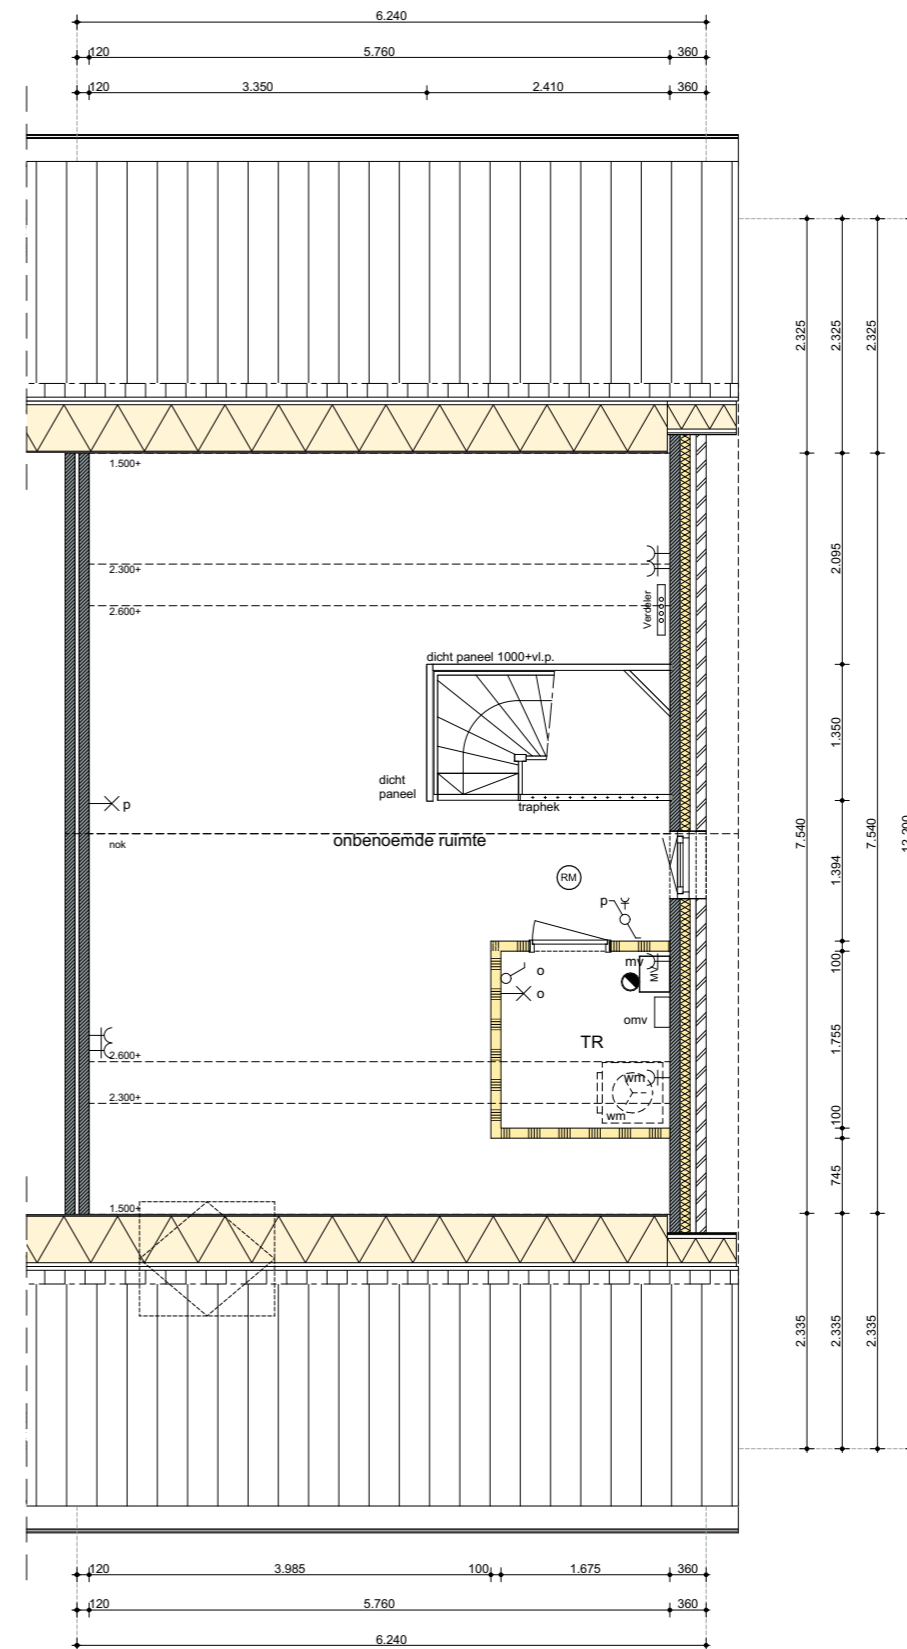 6.240
120 5.760 360
120 3.350 2.410 360
2.325 2.325 2.325
1.500+
2.300+
2.600+
Verdeler
2.095
dicht paneel 1000+vl.p.
dicht
paneel
traphek
1.350
p
nok
onbenoemde ruimte
7.540 7.540
1.394
RM
p
mv
MV
o
o
omv
100
TR
1.755
2.600+
wm
2.300+
wm
100
745
1.500+
2.335 2.335 2.335
120 3.985 100 1.675 360
120 5.760 360
6.240